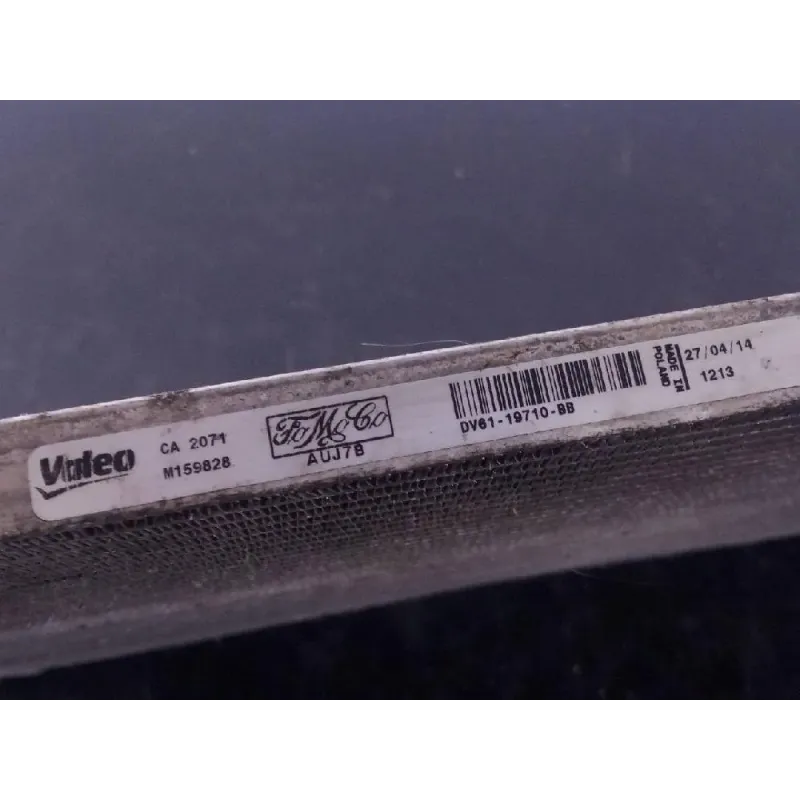 Valeo
CA 2071
M159828
FoMoCo
AUJ7B
DV61-19710-BB
MADE IN
POLAND
27/04/14
1213